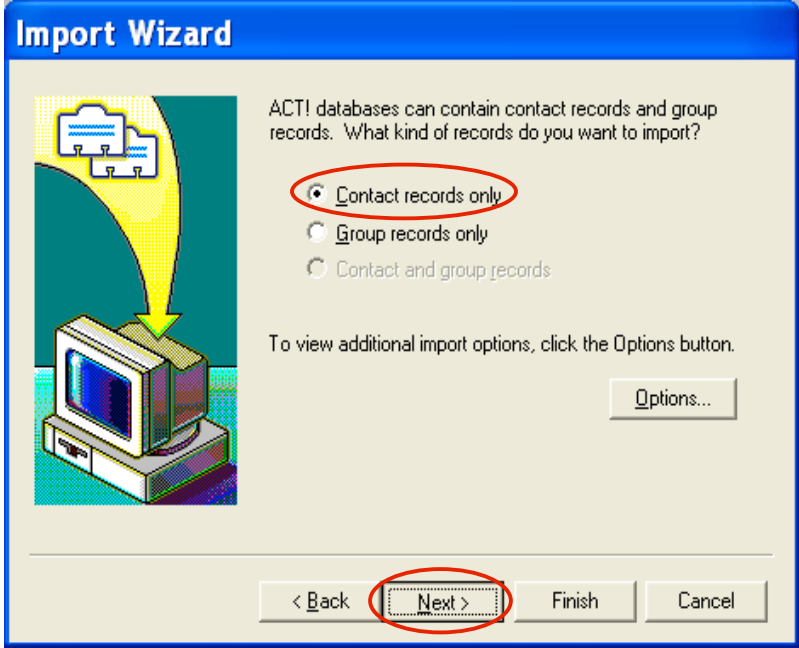 Import Wizard
ACT! databases can contain contact records and group
records. What kind of records do you want to import?
Contact records only
Group records only
Contact and group records
To view additional import options, click the Options button.
Options...
< Back Next > Finish Cancel